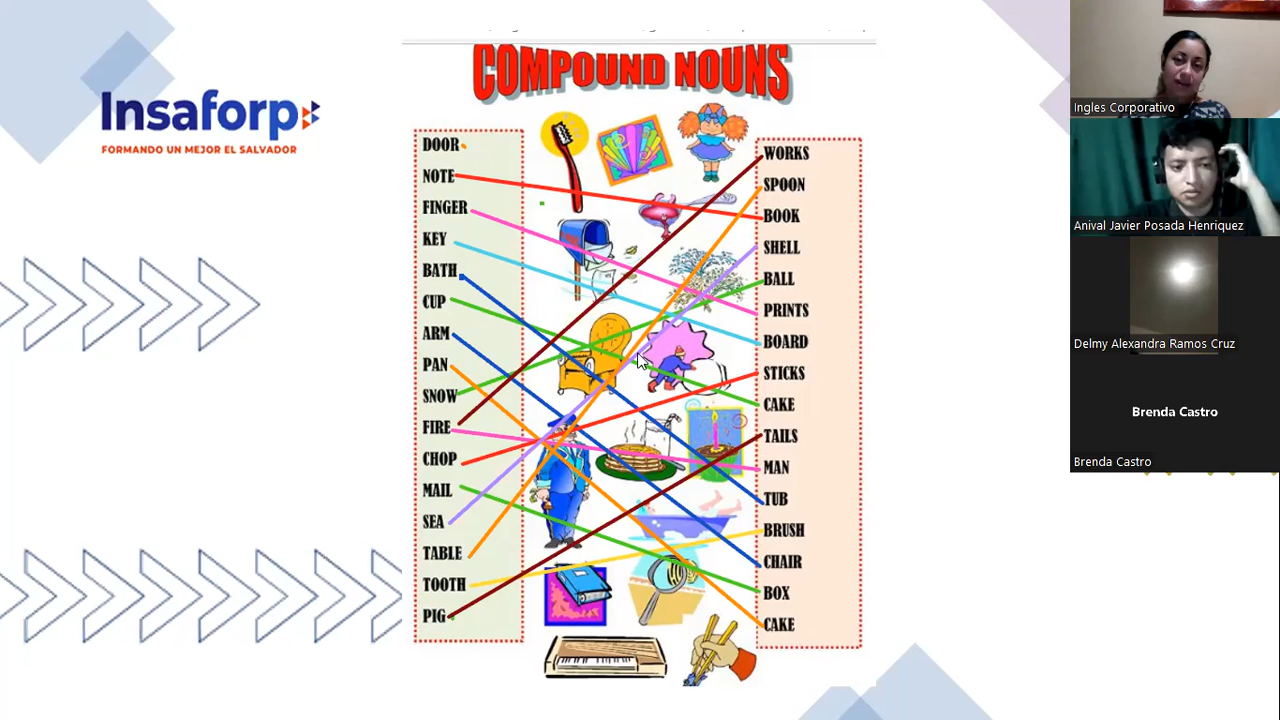 Insaforp
FORMANDO UN MEJOR EL SALVADOR
COMPOUND NOUNS
DOOR
NOTE
FINGER
KEY
BATH
CUP
ARM
PAN
SNOW
FIRE
CHOP
MAIL
SEA
TABLE
TOOTH
PIG
WORKS
SPOON
BOOK
SHELL
BALL
PRINTS
BOARD
STICKS
CAKE
TAILS
MAN
TUB
BRUSH
CHAIR
BOX
CAKE
Ingles Corporativo
Anival Javier Posada Henriquez
Delmy Alexandra Ramos Cruz
Brenda Castro
Brenda Castro